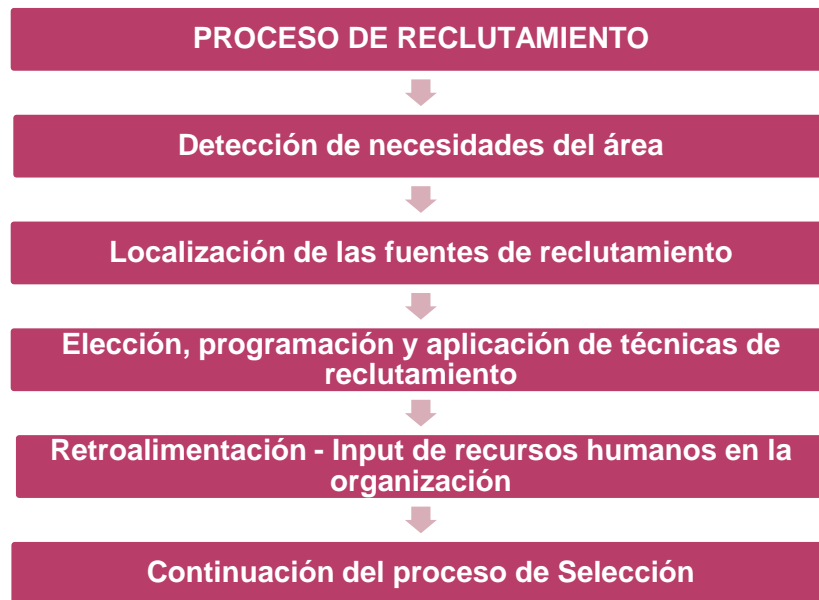 PROCESO DE RECLUTAMIENTO
Detección de necesidades del área
Localización de las fuentes de reclutamiento
Elección, programación y aplicación de técnicas de
reclutamiento
Retroalimentación - Input de recursos humanos en la
organización
Continuación del proceso de Selección